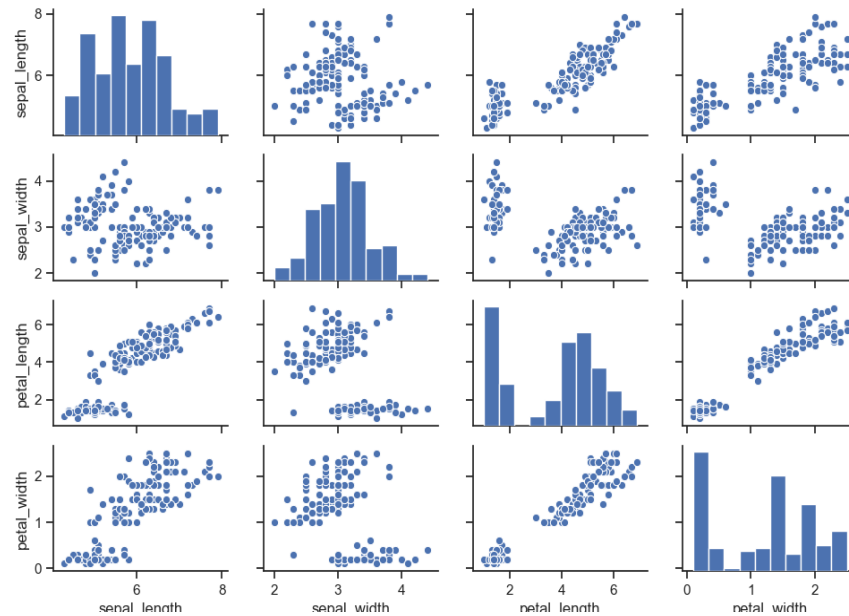 sepal_length
8
6
sepal_width
4
3
2
petal_length
6
4
2
petal_width
2
1
0
6 8
2 3 4
2 4 6
0 1 2
sepal_length sepal_width petal_length petal_width